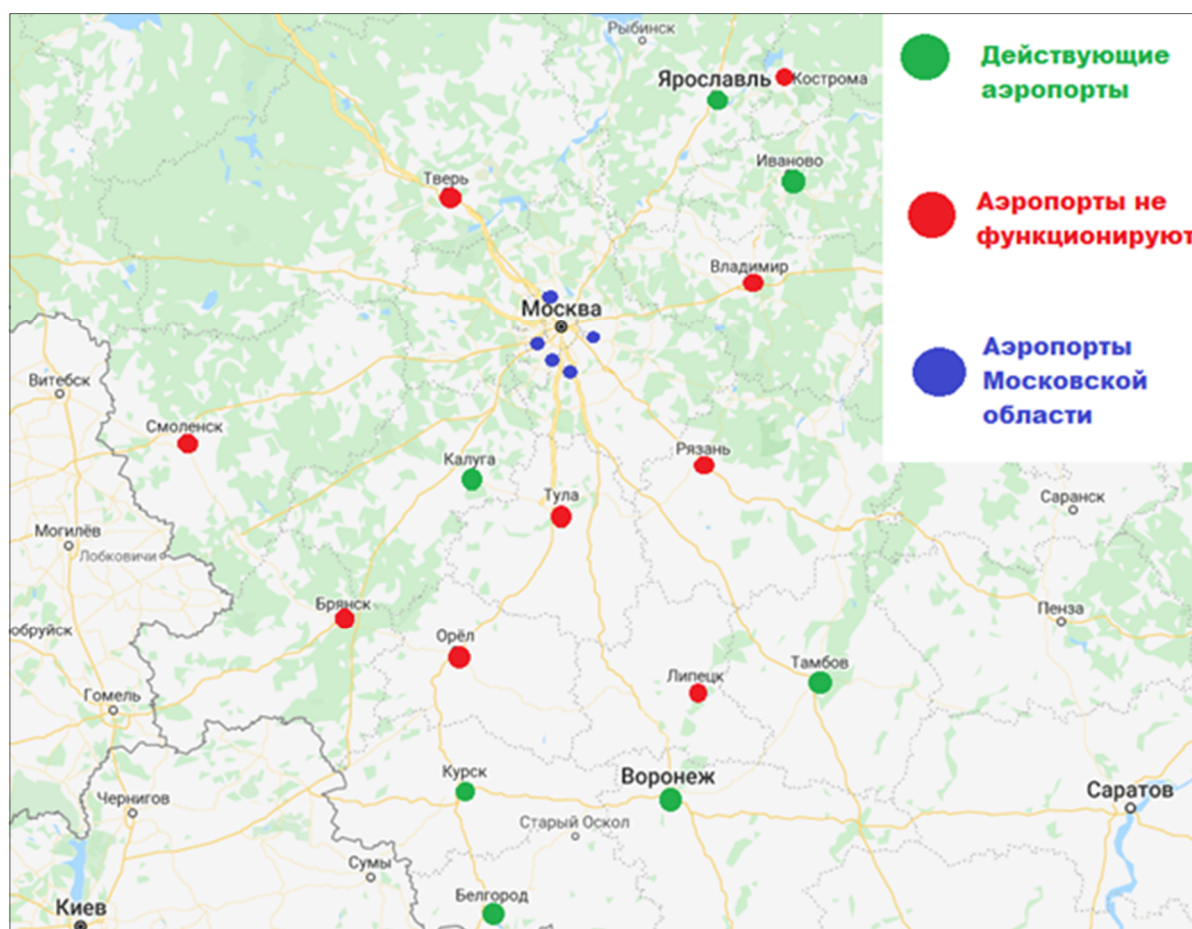 Рыбинск
Ярославль
Кострома
Иваново
Тверь
Владимир
Москва
Витебск
Смоленск
Калуга
Рязань
Тула
Могилёв
Лобковичи
Саранск
Брянск
обруйск
Орёл
Пенза
Липецк
Тамбов
Гомель
Курск
Воронеж
Саратов
Чернигов
Старый Оскол
Сумы
Белгород
Киев
Действующие
аэропорты
Аэропорты не
функционируют
Аэропорты
Московской
области